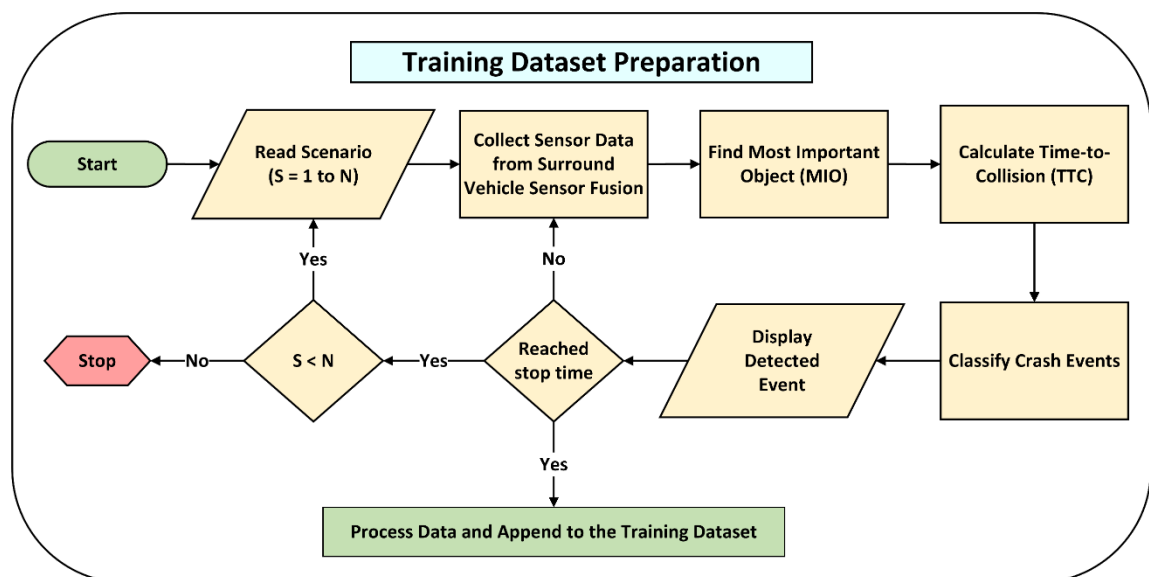 Training Dataset Preparation
Start
Read Scenario
(S = 1 to N)
Collect Sensor Data
from Surround
Vehicle Sensor Fusion
Find Most Important
Object (MIO)
Calculate Time-to-
Collision (TTC)
Yes
No
Stop
No
S < N
Yes
Reached
stop time
Display
Detected
Event
Classify Crash Events
Yes
Process Data and Append to the Training Dataset